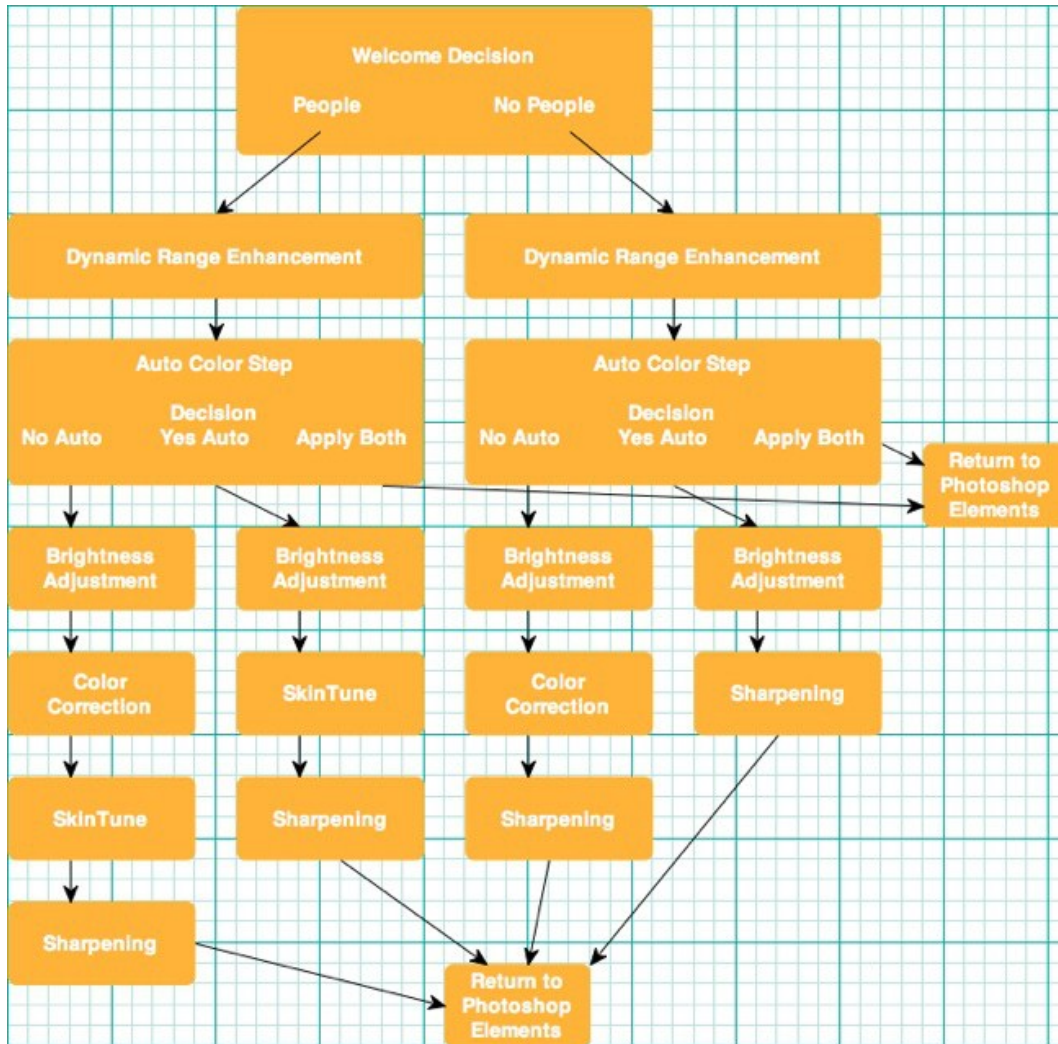 Welcome Decision
People
No People
Dynamic Range Enhancement
Dynamic Range Enhancement
Auto Color Step
Decision
No Auto
Yes Auto
Apply Both
Auto Color Step
Decision
No Auto
Yes Auto
Apply Both
Return to
Photoshop
Elements
Brightness
Adjustment
Brightness
Adjustment
Brightness
Adjustment
Brightness
Adjustment
Color
Correction
SkinTune
Color
Correction
Sharpening
SkinTune
Sharpening
Sharpening
Sharpening
Return to
Photoshop
Elements